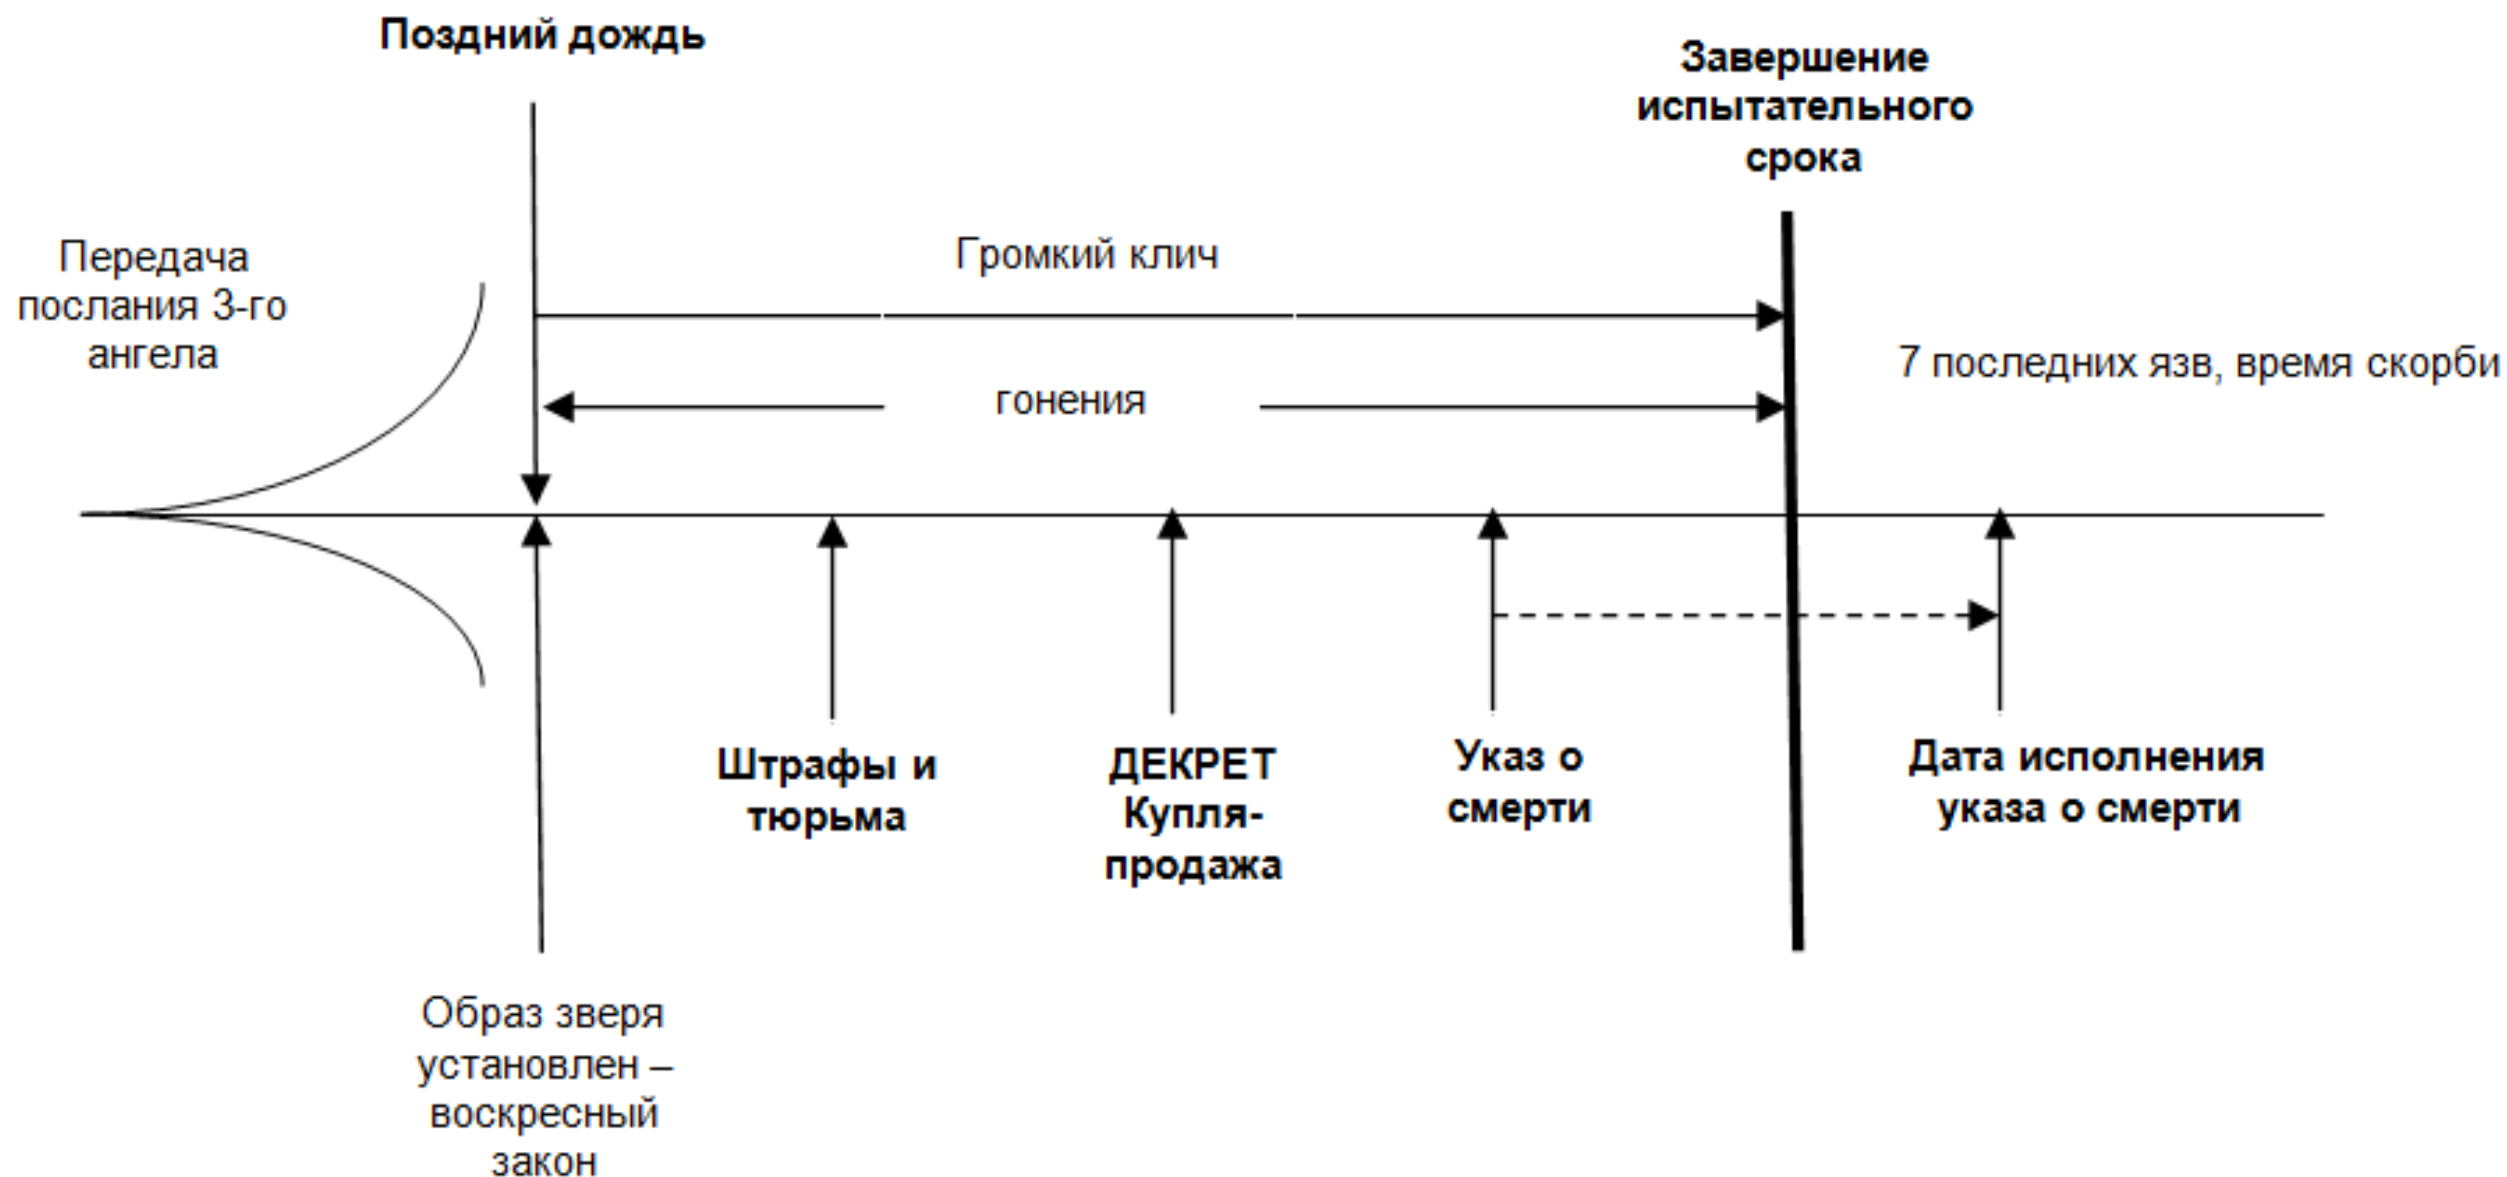 Поздний дождь
Завершение
испытательного
срока
Передача
послания 3-го
ангела
Громкий клич
7 последних язв, время скорби
гонения
Штрафы и
тюрьма
ДЕКРЕТ
Купля-
продажа
Указ о
смерти
Дата исполнения
указа о смерти
Образ зверя
установлен –
воскресный
закон